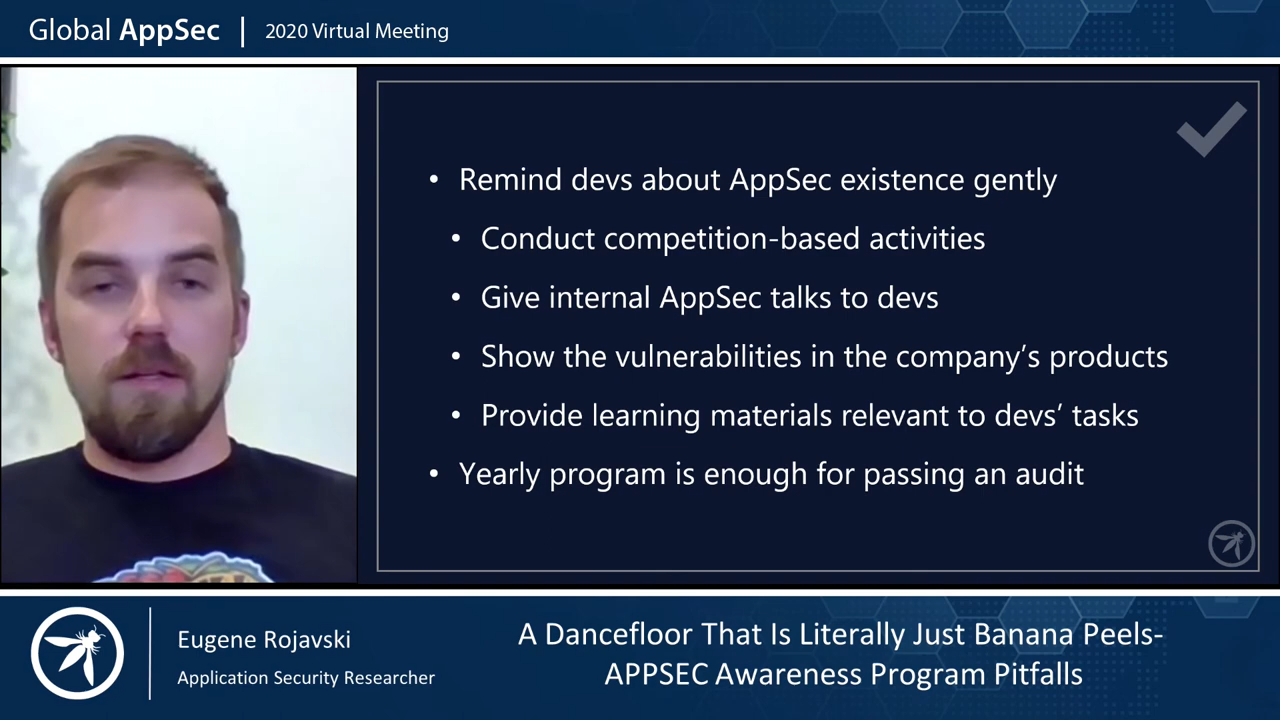 Global AppSec | 2020 Virtual Meeting
• Remind devs about AppSec existence gently
• Conduct competition-based activities
• Give internal AppSec talks to devs
• Show the vulnerabilities in the company’s products
• Provide learning materials relevant to devs’ tasks
• Yearly program is enough for passing an audit
Eugene Rojavski
Application Security Researcher
A Dancefloor That Is Literally Just Banana Peels-
APPSEC Awareness Program Pitfalls